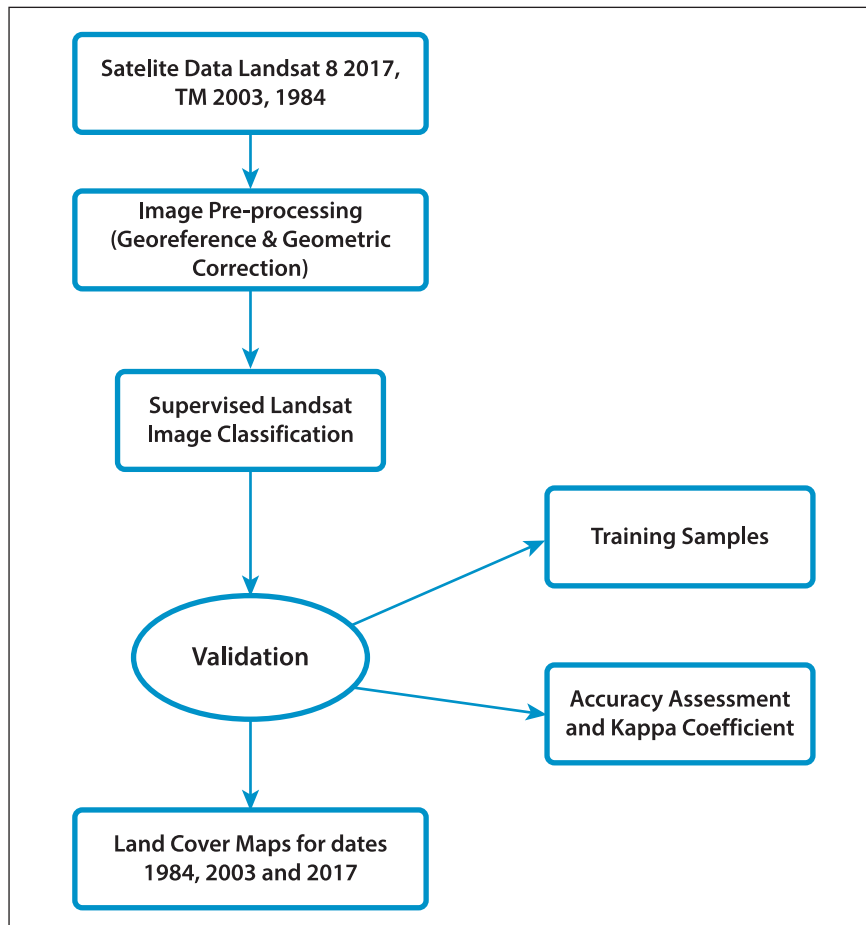 Satelite Data Landsat 8 2017,
TM 2003, 1984
Image Pre-processing
(Georeference & Geometric
Correction)
Supervised Landsat
Image Classification
Training Samples
Validation
Accuracy Assessment
and Kappa Coefficient
Land Cover Maps for dates
1984, 2003 and 2017